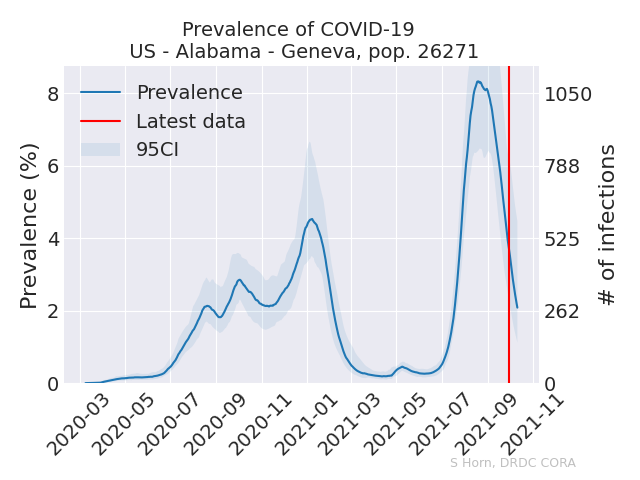 Prevalence of COVID-19
US - Alabama - Geneva, pop. 26271
Prevalence
Latest data
95CI
Prevalence (%)
8
6
4
2
0
1050
788
525
262
0
# of infections
2020-03
2020-05
2020-07
2020-09
2020-11
2021-01
2021-03
2021-05
2021-07
2021-09
2021-11
S Horn, DRDC CORA